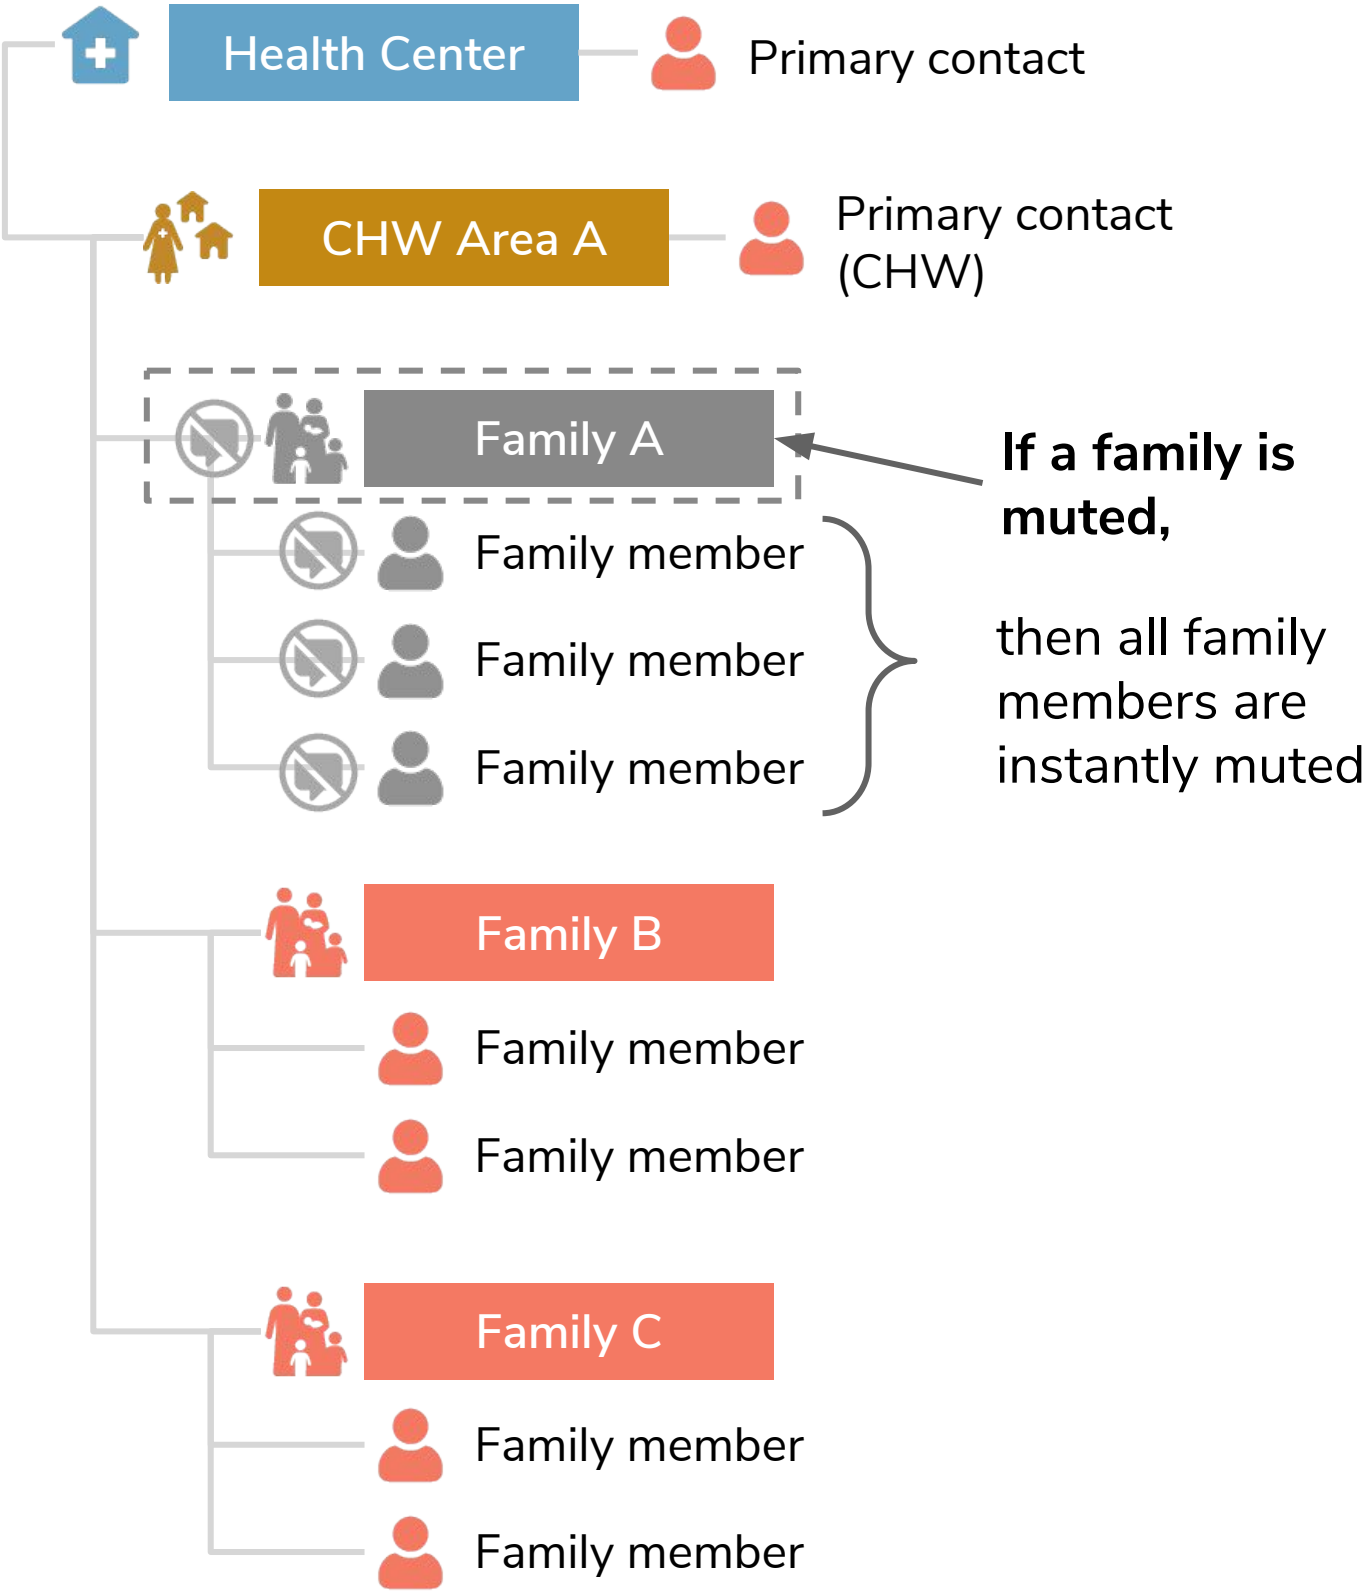 Health Center
Primary contact
CHW Area A
Primary contact
(CHW)
Family A
If a family is
muted,
Family member
Family member
Family member
then all family
members are
instantly muted
Family B
Family member
Family member
Family C
Family member
Family member